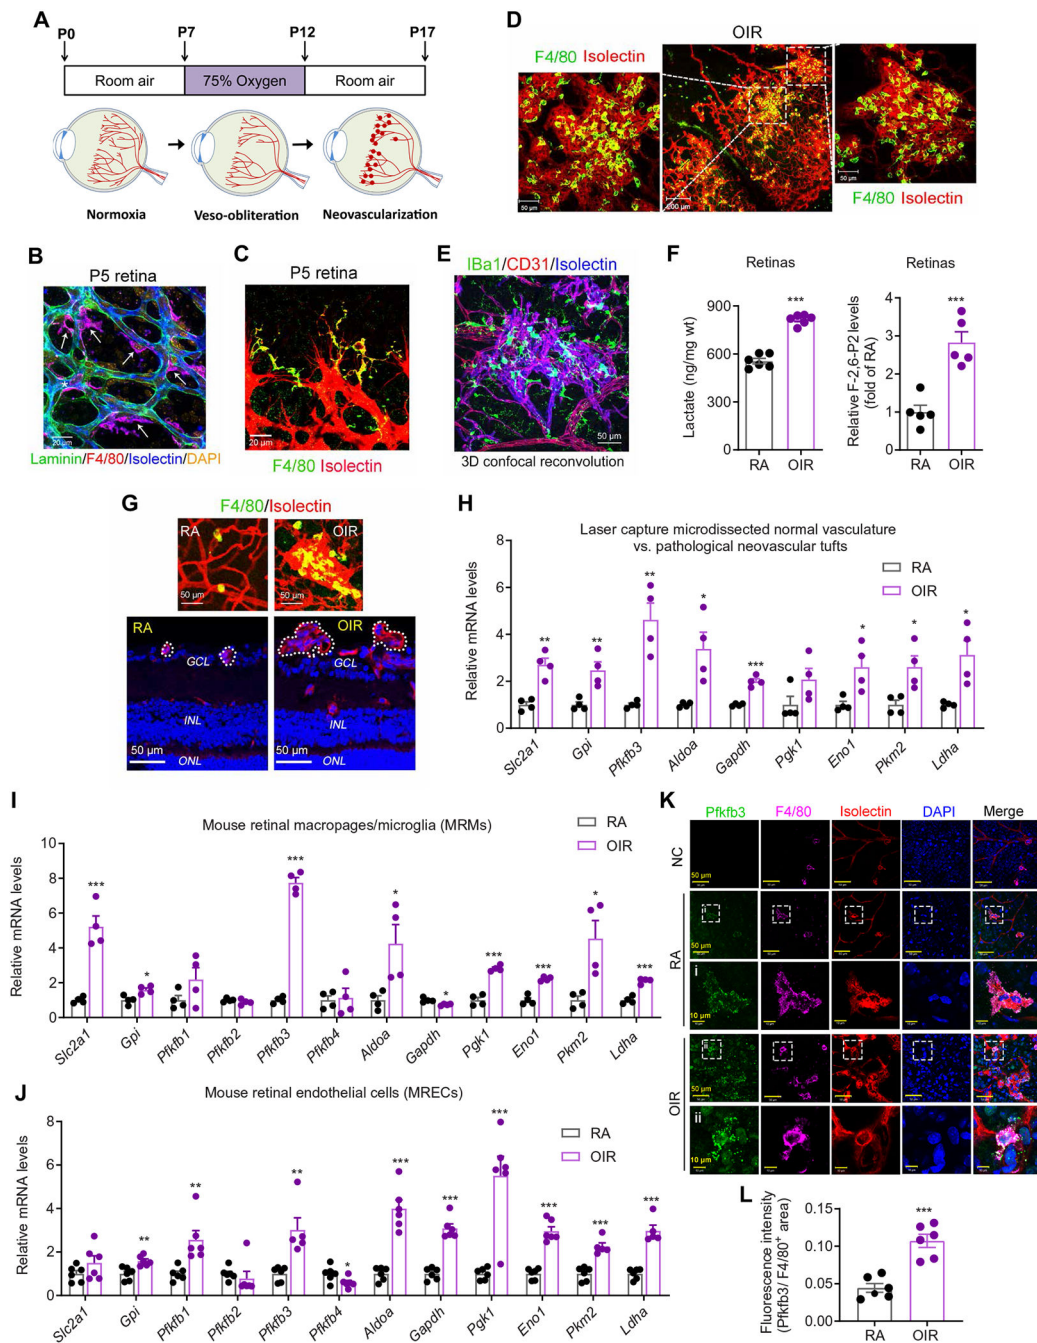 A
P0
P7
P12
P17
Room air
75% Oxygen
Room air
Normoxia
Veso-obliteration
Neovascularization
D
OIR
F4/80 Isolectin
50 µm
200 µm
50 µm
F4/80 Isolectin
B
P5 retina
20 µm
*
Laminin/F4/80/Isolectin/DAPI
C
P5 retina
20 µm
F4/80 Isolectin
E
IBa1/CD31/Isolectin
50 µm
3D confocal reconvolution
F
Retinas
Lactate (ng/mg wt)
900
600
300
0
***
RA
OIR
Retinas
Relative F-2,6-P2 levels
(fold of RA)
4
3
2
1
0
***
RA
OIR
G
F4/80/Isolectin
RA
50 µm
OIR
50 µm
RA
GCL
INL
50 µm
ONL
OIR
GCL
INL
50 µm
ONL
H
Laser capture microdissected normal vasculature
vs. pathological neovascular tufts
RA
OIR
Relative mRNA levels
8
6
4
2
0
**
**
**
*
***
*
*
*
Slc2a1
Gpi
Pfkfb3
Aldoa
Gapdh
Pgk1
Eno1
Pkm2
Ldha
I
Mouse retinal macropages/microglia (MRMs)
RA
OIR
Relative mRNA levels
10
8
6
4
2
0
***
*
***
*
*
***
***
*
***
Slc2a1
Gpi
Pfkfb1
Pfkfb2
Pfkfb3
Pfkfb4
Aldoa
Gapdh
Pgk1
Eno1
Pkm2
Ldha
J
Mouse retinal endothelial cells (MRECs)
RA
OIR
Relative mRNA levels
8
6
4
2
0
**
**
**
*
***
***
***
***
***
***
Slc2a1
Gpi
Pfkfb1
Pfkfb2
Pfkfb3
Pfkfb4
Aldoa
Gapdh
Pgk1
Eno1
Pkm2
Ldha
K
Pfkfb3
F4/80
Isolectin
DAPI
Merge
NC
50 µm
RA
i
50 µm
i
10 µm
OIR
ii
50 µm
ii
10 µm
L
Fluorescence intensity
(Pfkfb3/ F4/80⁺ area)
0.15
0.10
0.05
0.00
***
RA
OIR